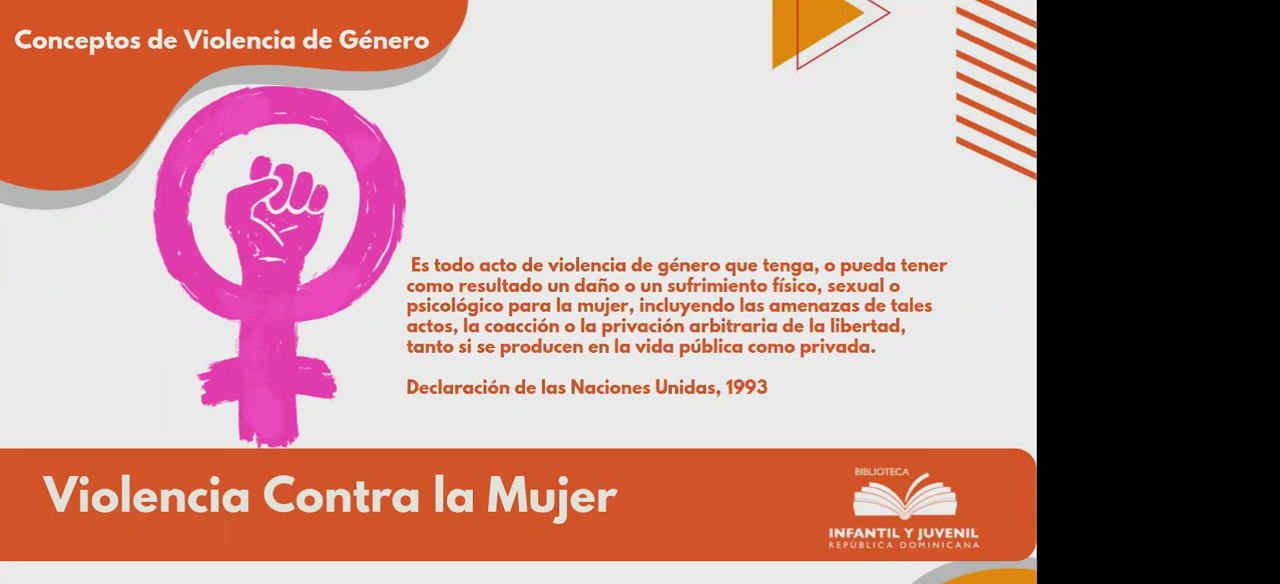 Conceptos de Violencia de Género
Es todo acto de violencia de género que tenga, o pueda tener
como resultado un daño o un sufrimiento físico, sexual o
psicológico para la mujer, incluyendo las amenazas de tales
actos, la coacción o la privación arbitraria de la libertad,
tanto si se producen en la vida pública como privada.
Declaración de las Naciones Unidas, 1993
Violencia Contra la Mujer
BIBLIOTECA
INFANTIL Y JUVENIL
REPÚBLICA DOMINICANA